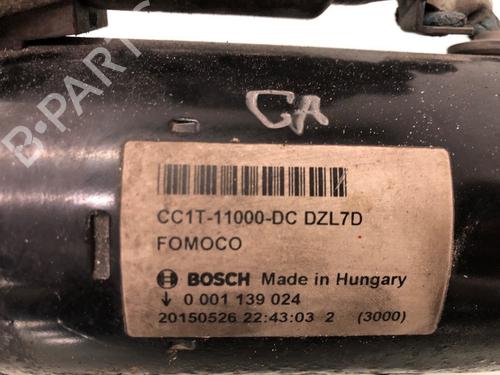 B-PARTS
CA
CC1T-11000-DC DZL7D
FOMOCO
BOSCH Made in Hungary
↓ 0 001 139 024
20150526 22:43:03 2 (3000)